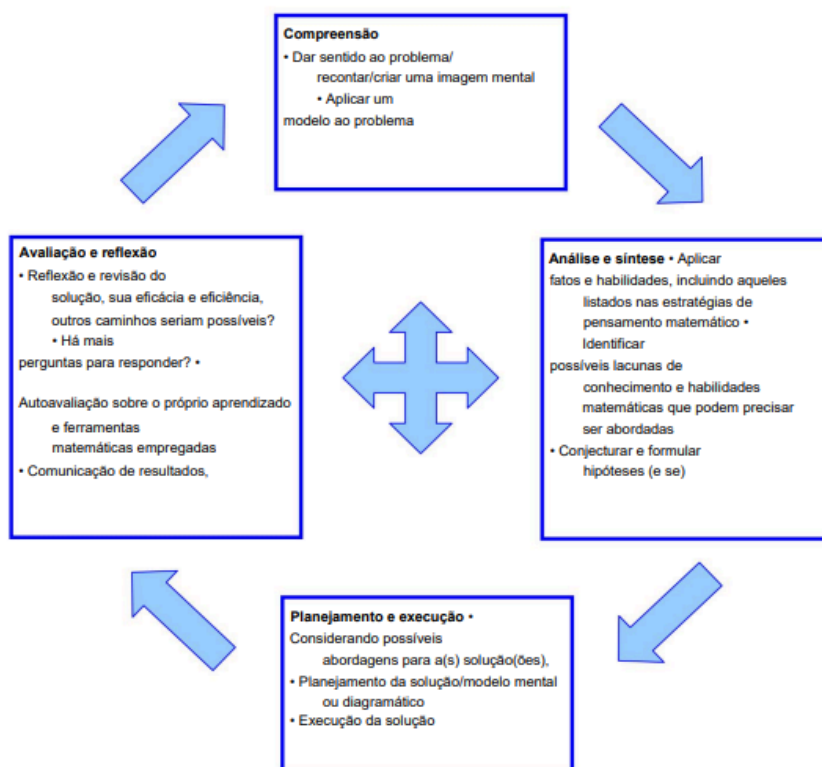 Compreensão
• Dar sentido ao problema/
recontar/criar uma imagem mental
• Aplicar um
modelo ao problema
Avaliação e reflexão
• Reflexão e revisão do
solução, sua eficácia e eficiência,
outros caminhos seriam possíveis?
• Há mais
perguntas para responder? •
Autoavaliação sobre o próprio aprendizado
e ferramentas
matemáticas empregadas
• Comunicação de resultados,
Análise e síntese • Aplicar
fatos e habilidades, incluindo aqueles
listados nas estratégias de
pensamento matemático •
Identificar
possíveis lacunas de
conhecimento e habilidades
matemáticas que podem precisar
ser abordadas
• Conjecturar e formular
hipóteses (e se)
Planejamento e execução •
Considerando possíveis
abordagens para a(s) solução(ões),
• Planejamento da solução/modelo mental
ou diagramático
• Execução da solução